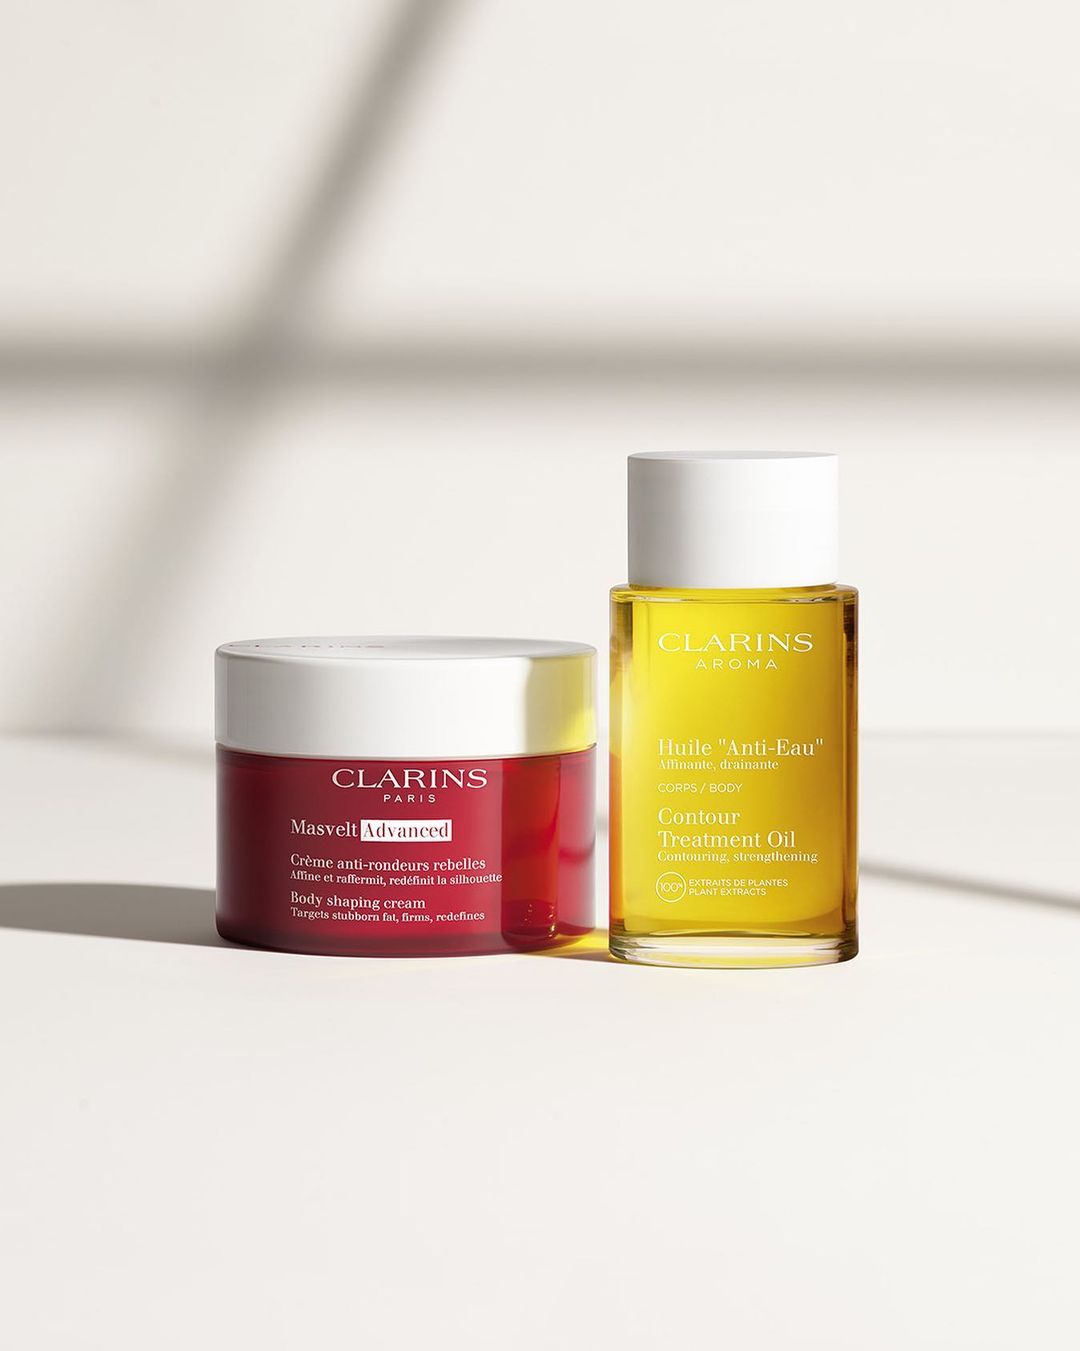 CLARINS
CLARINS
PARIS
Masvelt Advanced
Crème anti-rondeurs rebelles
Affine et raffermit, redéfinit la silhouette
Body shaping cream
Targets stubborn fat, firms, redefines
CLARINS
AROMA
Huile "Anti-Eau"
Affinante, drainante
CORPS / BODY
Contour
Treatment Oil
Contouring, strengthening
100%
EXTRAITS DE PLANTES
PLANT EXTRACTS